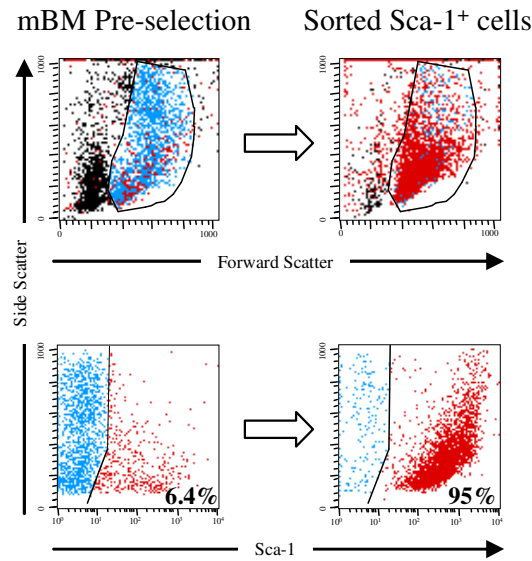 mBM Pre-selection
Sorted Sca-1⁺ cells
1000
0
0
1000
1000
0
0
1000
Forward Scatter
Side Scatter
1000
0
6.4%
10⁰ 10¹ 10² 10³ 10⁴
1000
0
95%
10⁰ 10¹ 10² 10³ 10⁴
Sca-1